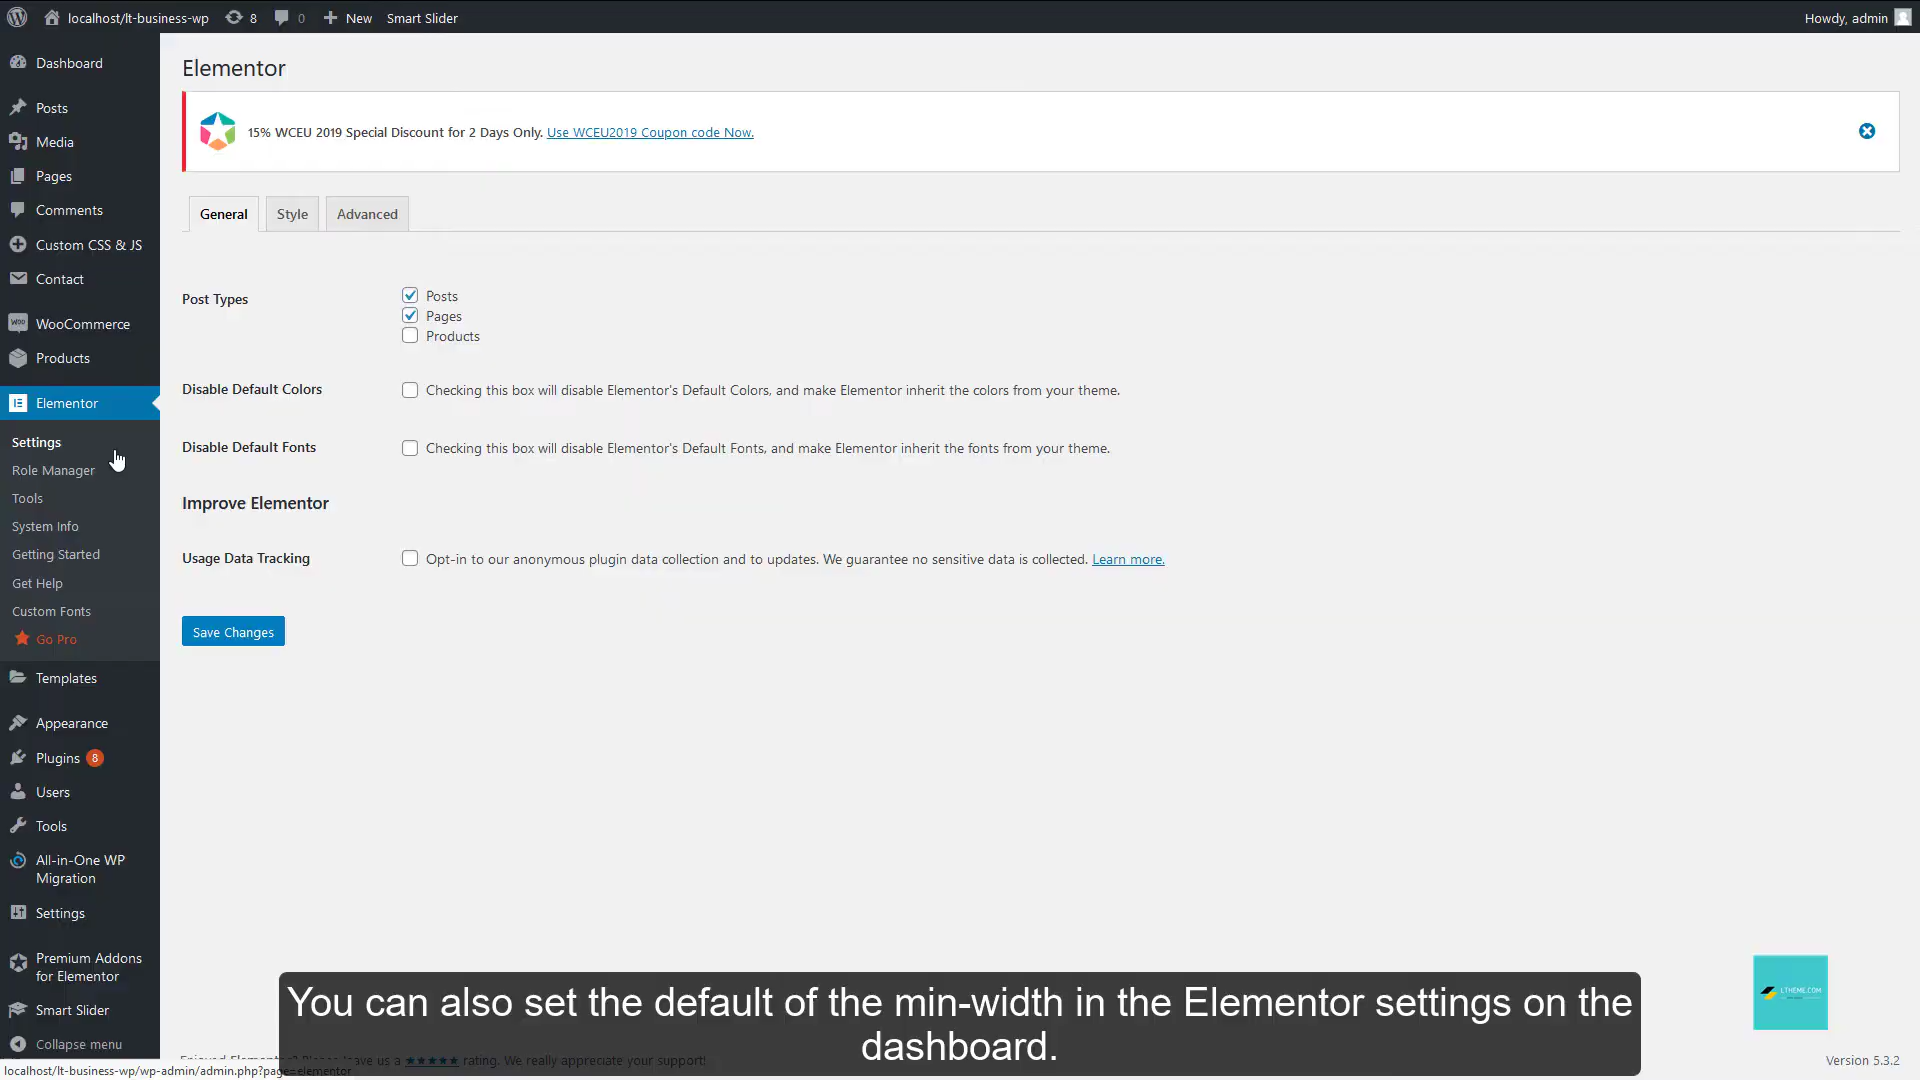 localhost/lt-business-wp 8 0 New Smart Slider Howdy, admin
Dashboard
Posts
Media
Pages
Comments
Custom CSS & JS
Contact
WooCommerce
Products
Elementor
Settings
Role Manager
Tools
System Info
Getting Started
Get Help
Custom Fonts
Go Pro
Templates
Appearance
Plugins 8
Users
Tools
All-in-One WP
Migration
Settings
Premium Addons
for Elementor
Smart Slider
Collapse menu
Elementor
15% WCEU 2019 Special Discount for 2 Days Only. Use WCEU2019 Coupon code Now.
General Style Advanced
Post Types
Posts
Pages
Products
Disable Default Colors Checking this box will disable Elementor's Default Colors, and make Elementor inherit the colors from your theme.
Disable Default Fonts Checking this box will disable Elementor's Default Fonts, and make Elementor inherit the fonts from your theme.
Improve Elementor
Usage Data Tracking Opt-in to our anonymous plugin data collection and to updates. We guarantee no sensitive data is collected. Learn more.
Save Changes
LTHEME.COM
You can also set the default of the min-width in the Elementor settings on the
dashboard.
Enjoyed Elementor? Please leave us a ★★★★★ rating. We really appreciate your support!
Version 5.3.2
localhost/lt-business-wp/wp-admin/admin.php?page=elementor